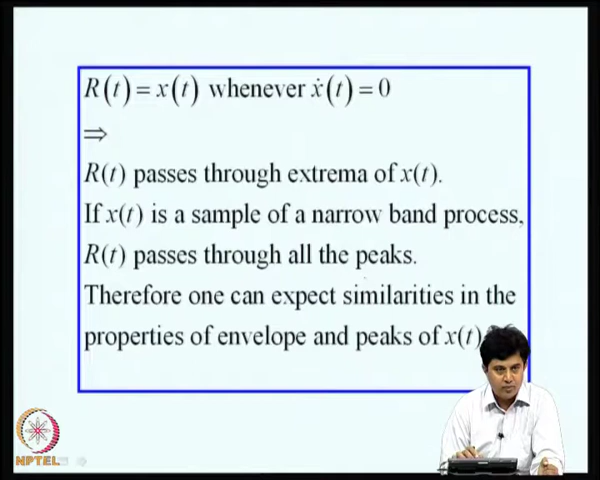 R(t) = x(t) whenever ẋ(t) = 0
⇒
R(t) passes through extrema of x(t).
If x(t) is a sample of a narrow band process,
R(t) passes through all the peaks.
Therefore one can expect similarities in the
properties of envelope and peaks of x(t)
NPTEL